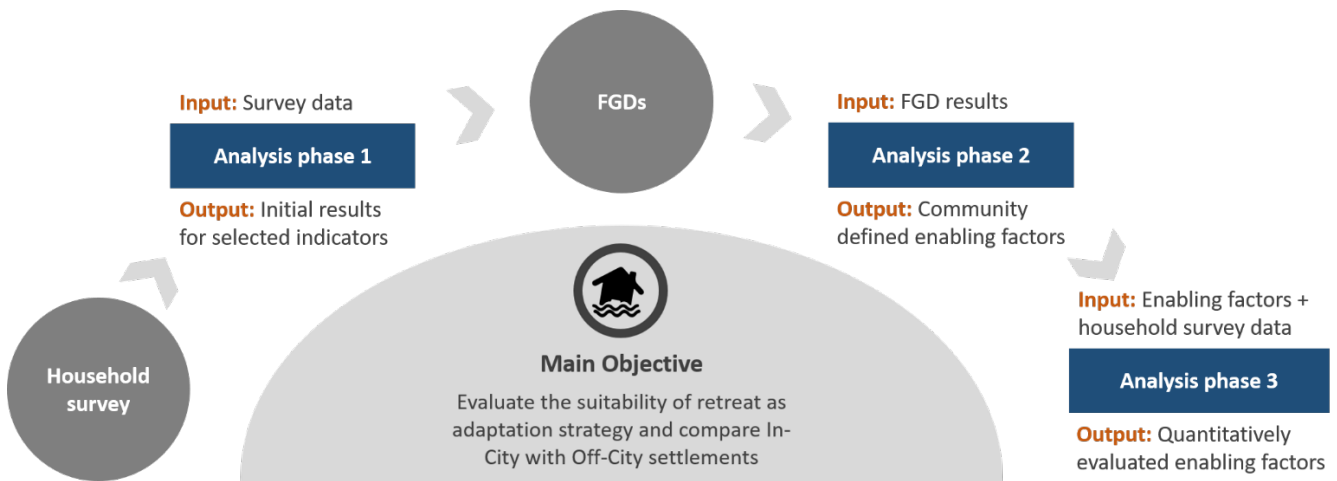 Household
survey
Input: Survey data
Analysis phase 1
Output: Initial results
for selected indicators
FGDs
Input: FGD results
Analysis phase 2
Output: Community
defined enabling factors
Input: Enabling factors +
household survey data
Analysis phase 3
Output: Quantitatively
evaluated enabling factors
Main Objective
Evaluate the suitability of retreat as
adaptation strategy and compare In-
City with Off-City settlements